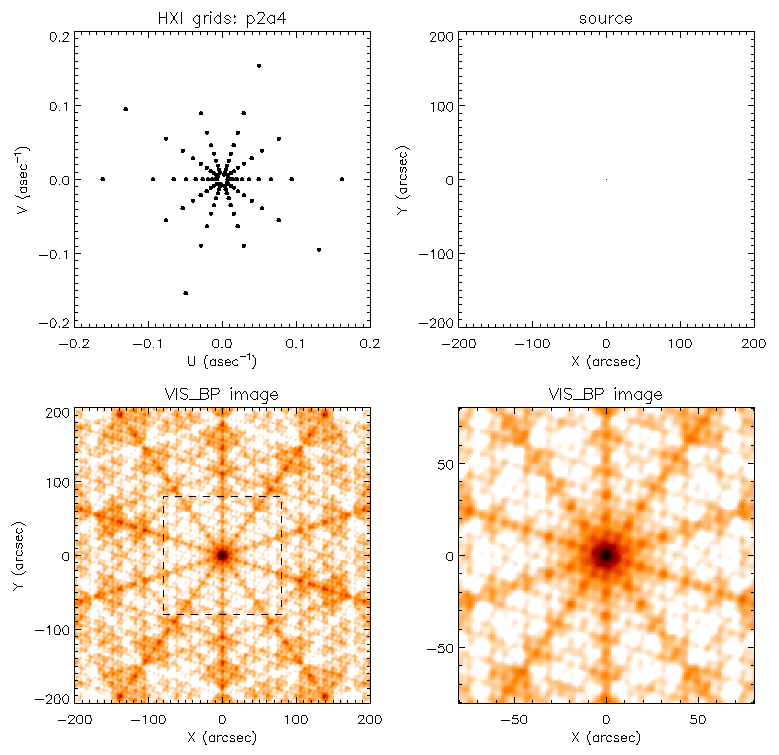 HXI grids: p2a4
0.2
0.1
0.0
−0.1
−0.2
V (asec⁻¹)
−0.2 −0.1 0.0 0.1 0.2
U (asec⁻¹)
source
200
100
0
−100
−200
Y (arcsec)
−200 −100 0 100 200
X (arcsec)
VIS_BP image
200
100
0
−100
−200
Y (arcsec)
−200 −100 0 100 200
X (arcsec)
VIS_BP image
50
0
−50
−50 0 50
X (arcsec)